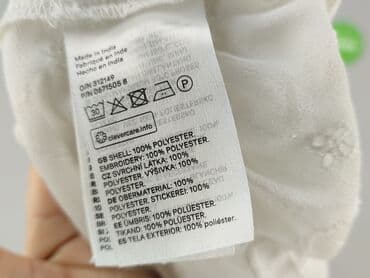 Made in India
Fabriqué en Inde
Hecho en India
O/N 312149
P/N 0671505 8
30
P
clevercare.info
GB SHELL: 100% POLYESTER.
EMBROIDERY: 100% POLYESTER.
CZ SVRCHNÍ LÁTKA: 100%
POLYESTER. VÝŠIVKA: 100%
POLYESTER.
DE OBERMATERIAL: 100%
POLYESTER. STICKEREI: 100%
POLYESTER.
EE ÜMBRIS: 100% POLÜESTER.
TIKAND: 100% POLÜESTER.
ES TELA EXTERIOR: 100% poliéster.